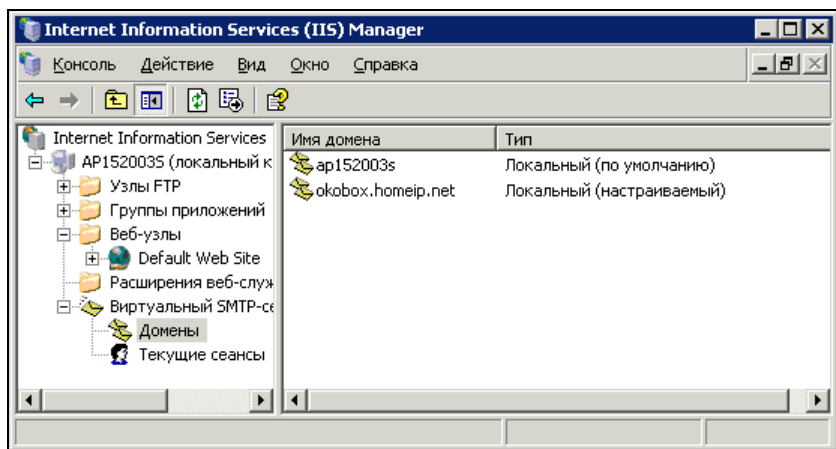 Internet Information Services (IIS) Manager
Консоль Действие Вид Окно Справка
Internet Information Services
AP152003S (локальный к
Узлы FTP
Группы приложений
Веб-узлы
Default Web Site
Расширения веб-служ
Виртуальный SMTP-се
Домены
Текущие сеансы
Имя домена Тип
ap152003s Локальный (по умолчанию)
okobox.homeip.net Локальный (настраиваемый)